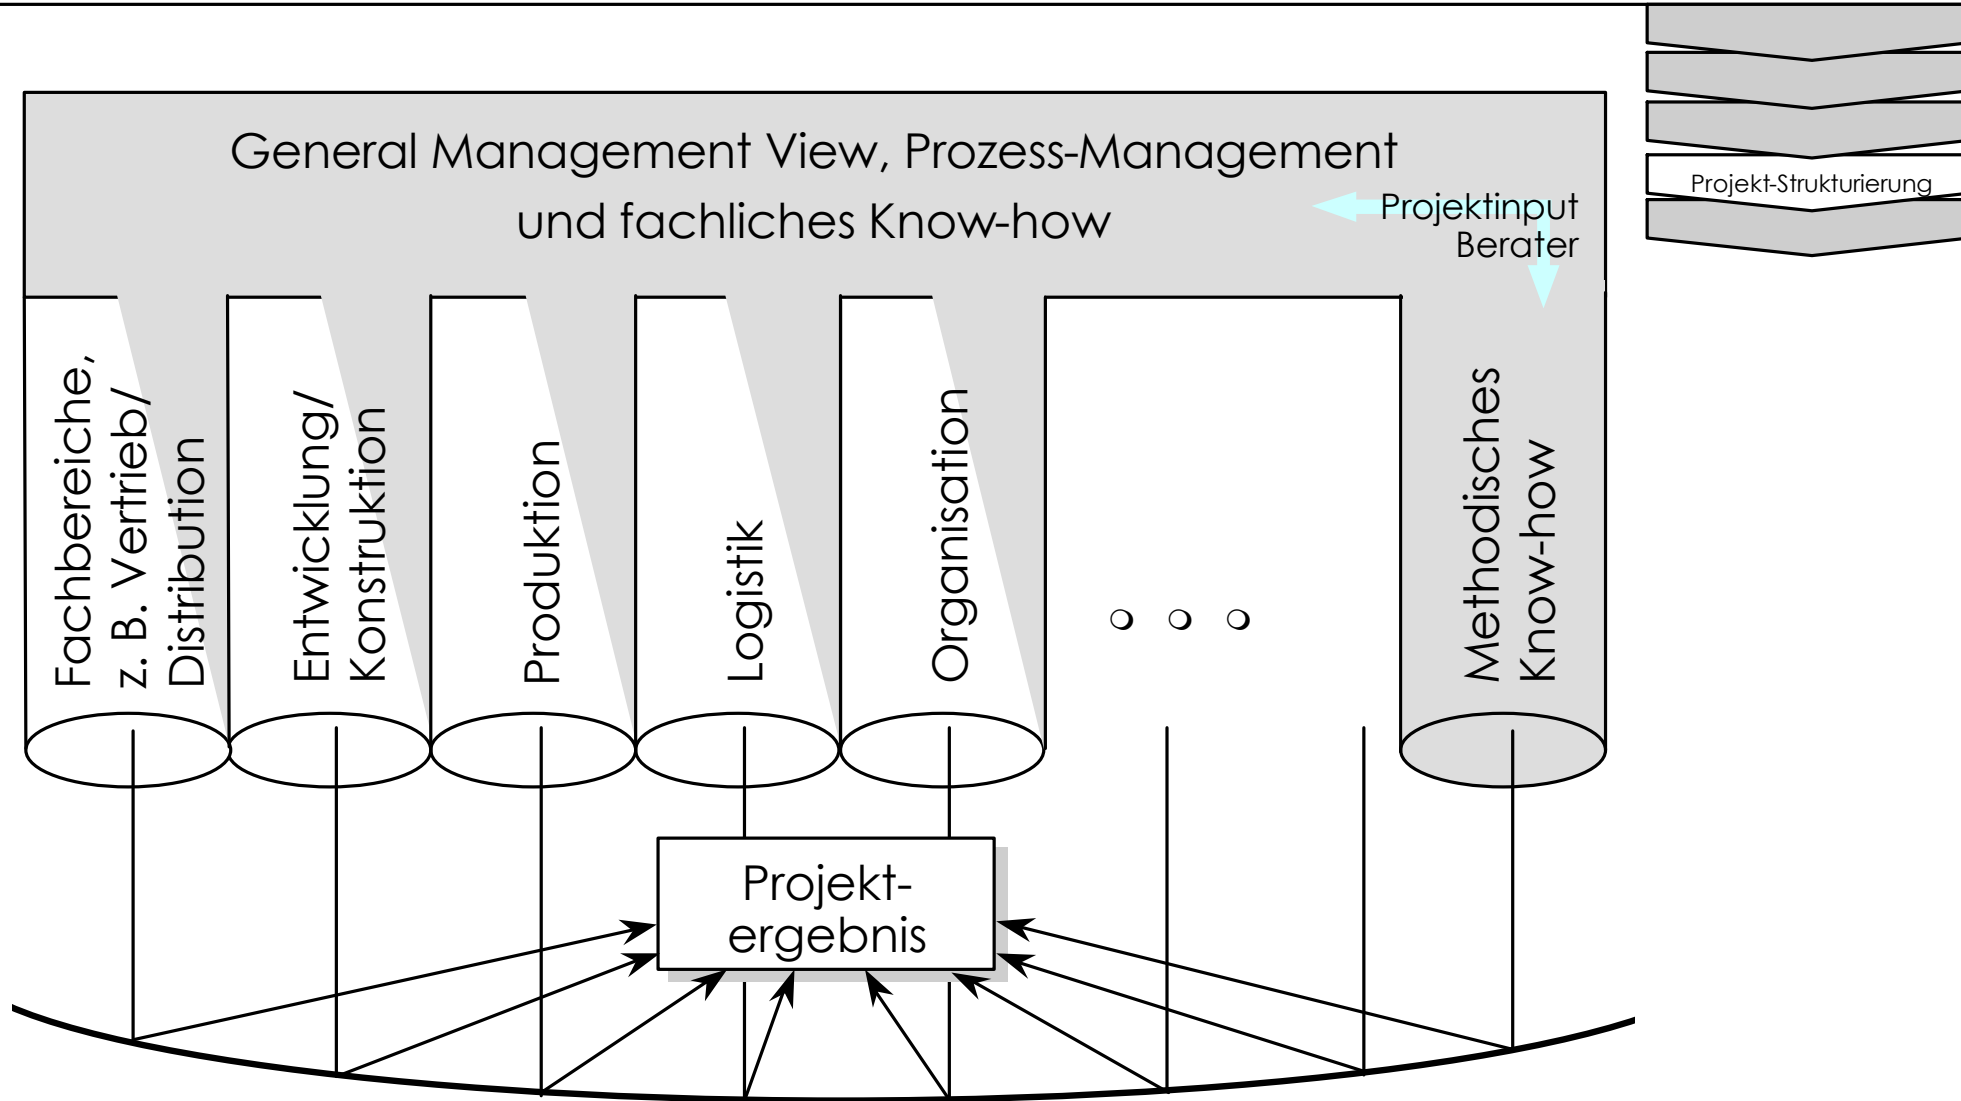 General Management View, Prozess-Management
und fachliches Know-how
Projektinput
Berater
Projekt-Strukturierung
Fachbereiche,
z. B. Vertrieb/
Distribution
Entwicklung/
Konstruktion
Produktion
Logistik
Organisation
Methodisches
Know-how
Projekt-
ergebnis